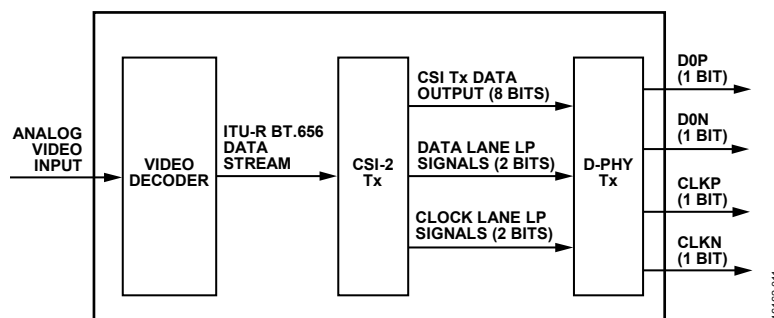 ANALOG
VIDEO
INPUT
VIDEO
DECODER
ITU-R BT.656
DATA
STREAM
CSI-2
Tx
CSI Tx DATA
OUTPUT (8 BITS)
DATA LANE LP
SIGNALS (2 BITS)
CLOCK LANE LP
SIGNALS (2 BITS)
D-PHY
Tx
D0P
(1 BIT)
D0N
(1 BIT)
CLKP
(1 BIT)
CLKN
(1 BIT)